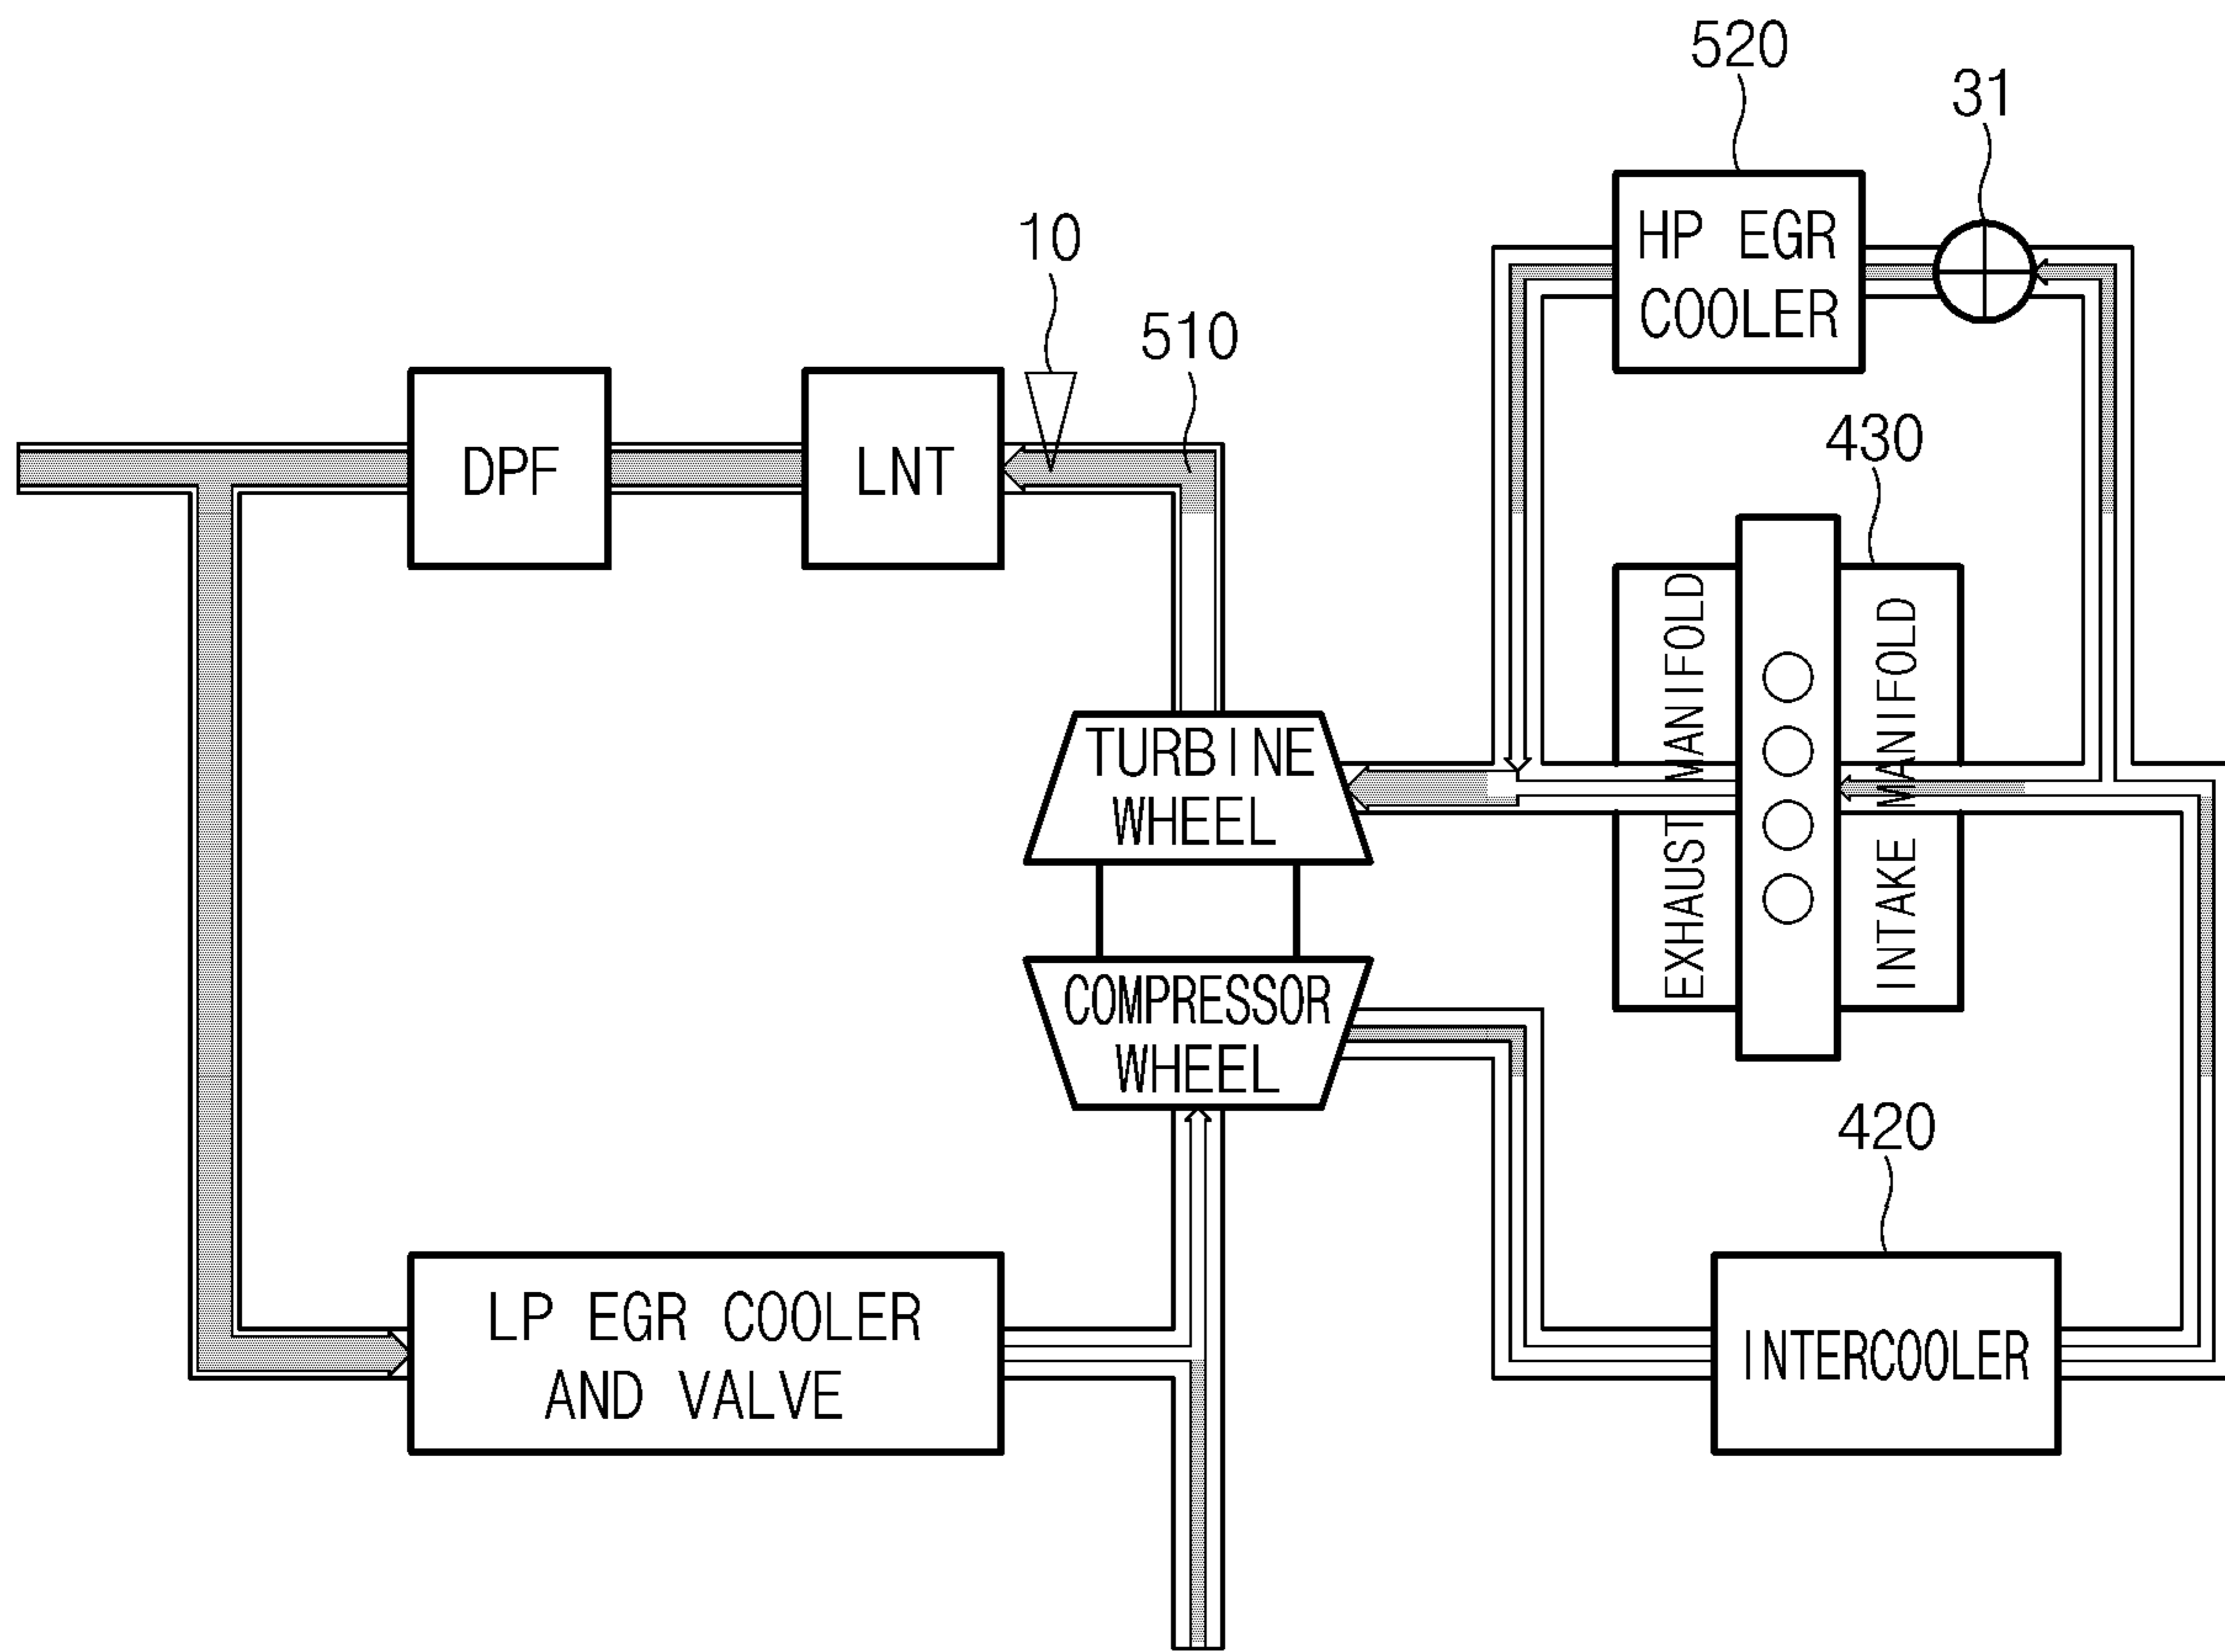 520
31
10
HP EGR
COOLER
510
430
DPF
LNT
EXHAUST MANIFOLD
INTAKE MANIFOLD
TURBINE
WHEEL
COMPRESSOR
WHEEL
420
LP EGR COOLER
AND VALVE
INTERCOOLER